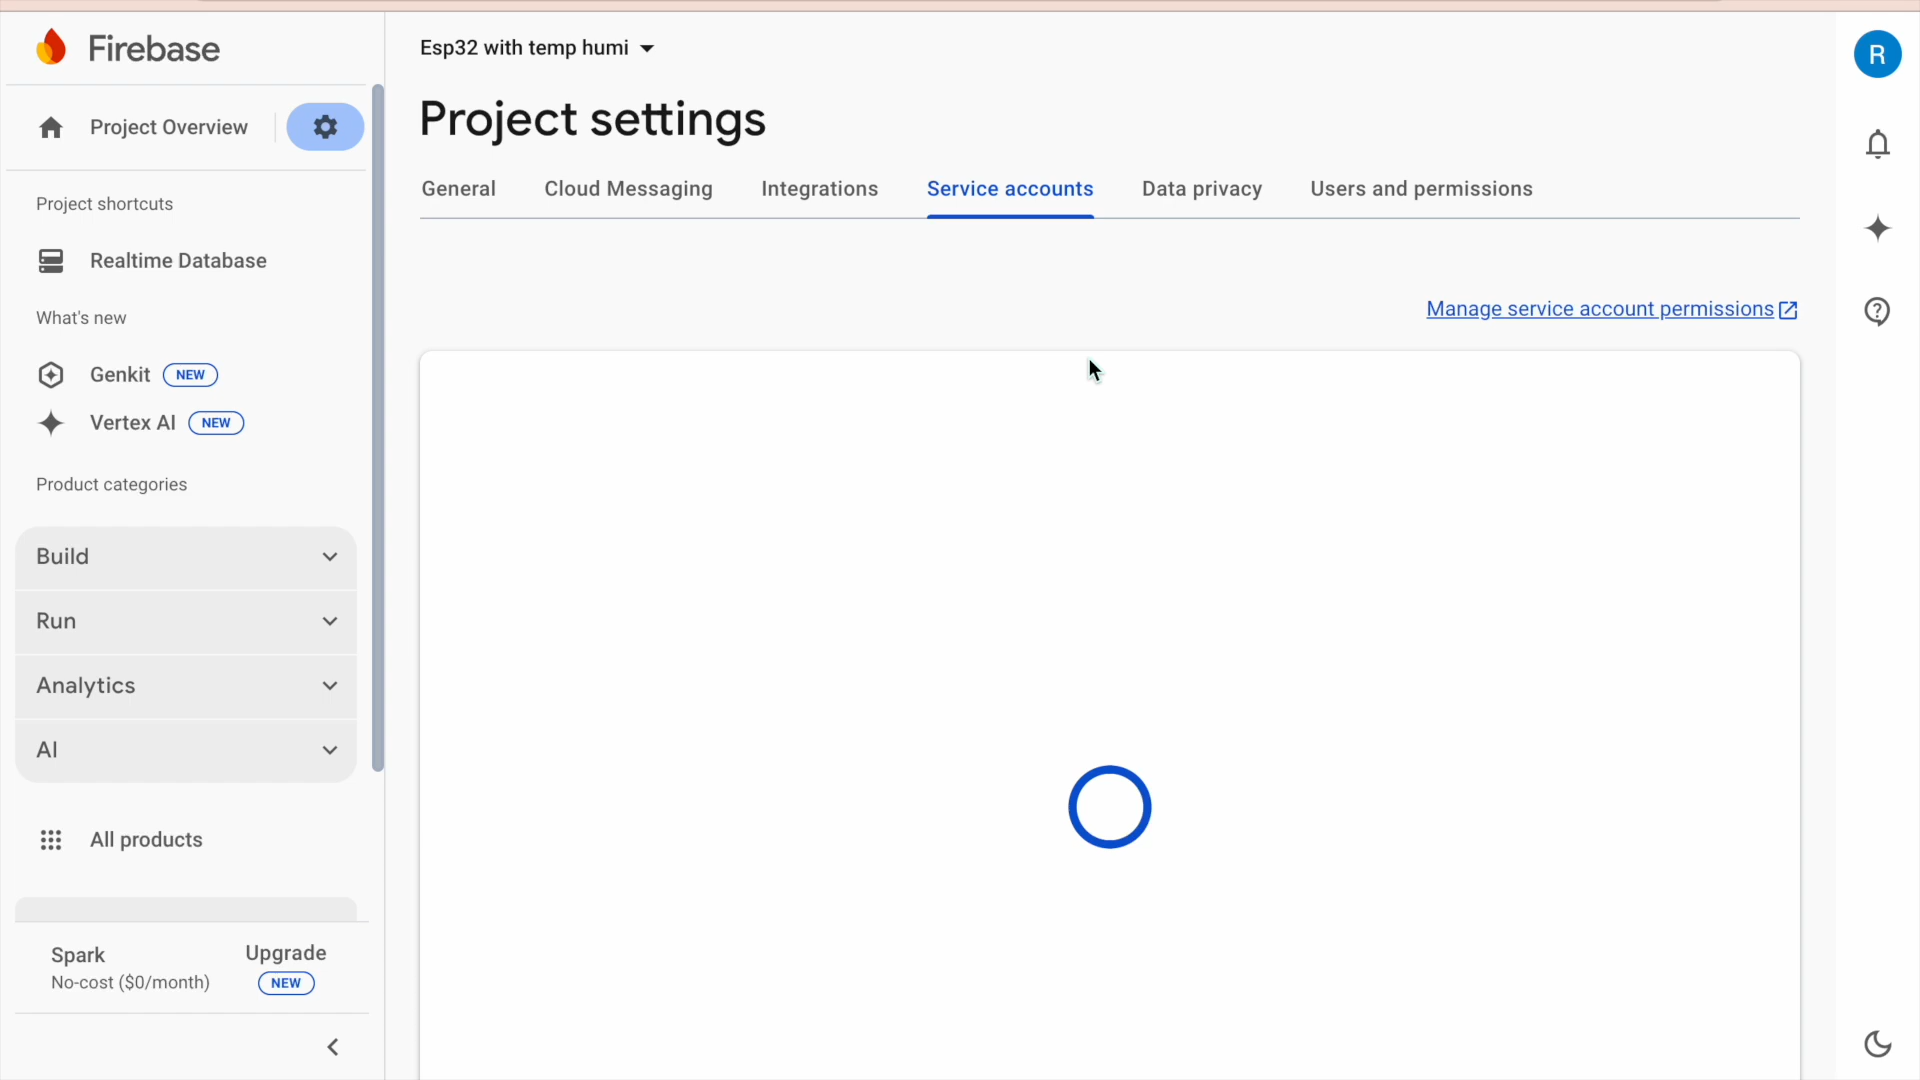 Firebase
Esp32 with temp humi
R
Project settings
Project Overview
General
Cloud Messaging
Integrations
Service accounts
Data privacy
Users and permissions
Project shortcuts
Realtime Database
What's new
Manage service account permissions
Genkit NEW
Vertex AI NEW
Product categories
Build
Run
Analytics
AI
All products
Spark
No-cost ($0/month)
Upgrade
NEW